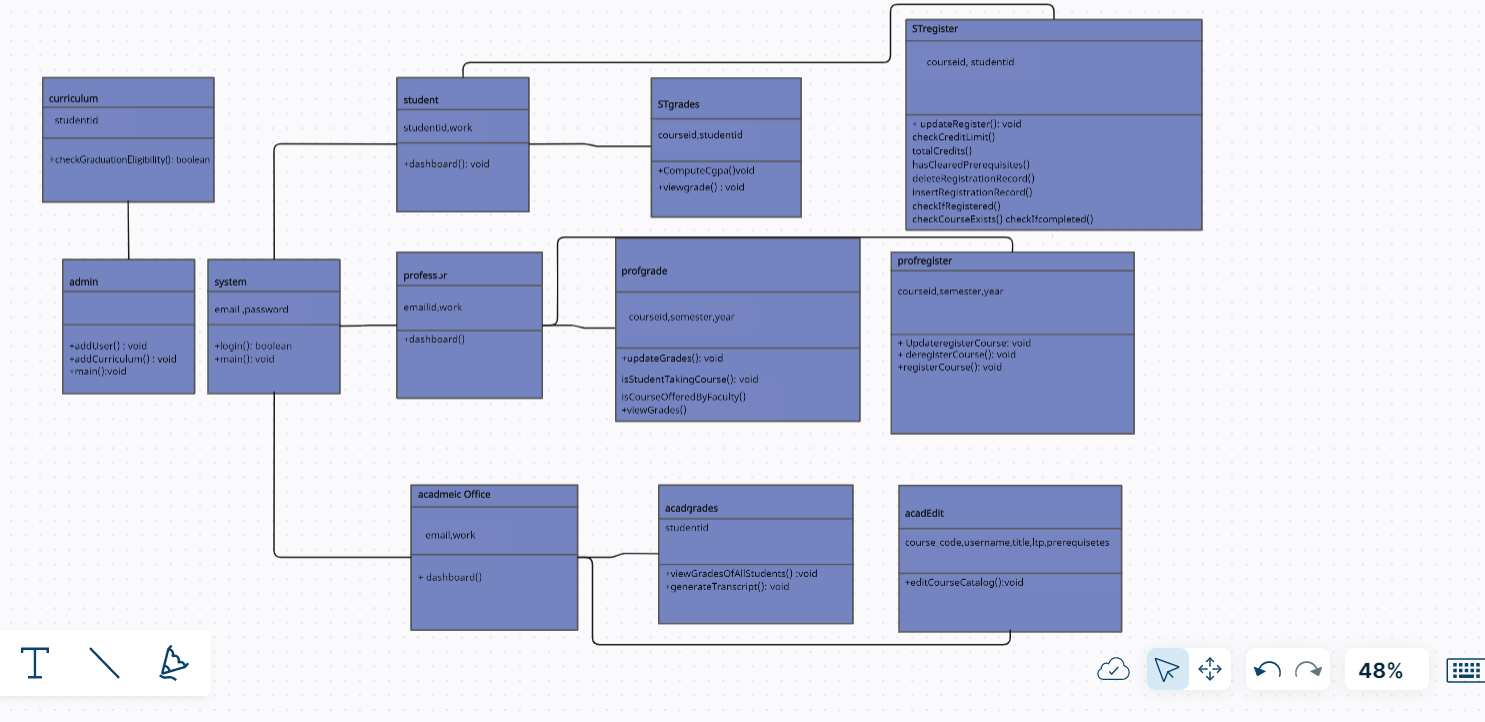 STregister
courseid, studentid
+ updateRegister(): void
checkCreditLimit()
totalCredits()
hasClearedPrerequisites()
deleteRegistrationRecord()
insertRegistrationRecord()
checkIfRegistered()
checkCourseExists() checkIfcompleted()
curriculum
studentid
+checkGraduationEligibility(): boolean
student
studentid,work
+dashboard(): void
STgrades
courseid,studentid
+ComputeCgpa()void
+viewgrade() : void
admin
+addUser() : void
+addCurriculum() : void
+main():void
system
email ,password
+login(): boolean
+main(): void
professor
emailid,work
+dashboard()
profgrade
courseid,semester,year
+updateGrades(): void
isStudentTakingCourse(): void
isCourseOfferedByFaculty()
+viewGrades()
profregister
courseid,semester,year
+ UpdateregisterCourse: void
+ deregisterCourse(): void
+registerCourse(): void
acadmeic Office
email,work
+ dashboard()
acadgrades
studentid
+viewGradesOfAllStudents() :void
+generateTranscript(): void
acadEdit
course_code,username,title,ltp,prerequisetes
+editCourseCatalog():void
T
48%